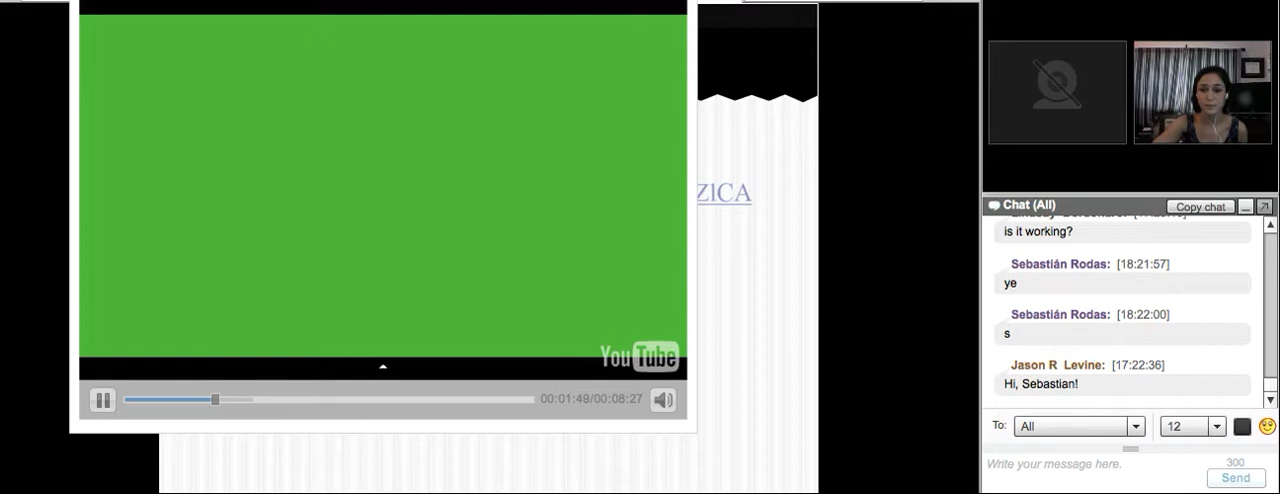 ZICA
YouTube
00:01:49/00:08:27
Chat (All)
Copy chat
is it working?
Sebastián Rodas: [18:21:57]
ye
Sebastián Rodas: [18:22:00]
s
Jason R Levine: [17:22:36]
Hi, Sebastian!
To: All 12
Write your message here.
300
Send